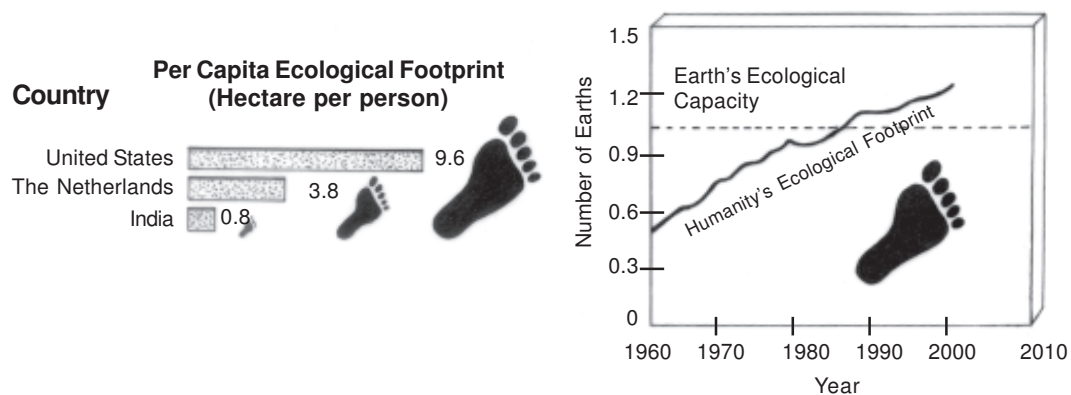 Per Capita Ecological Footprint
(Hectare per person)
Country
United States 9.6
The Netherlands 3.8
India 0.8
Number of Earths
1.5
1.2
0.9
0.6
0.3
0
Earth's Ecological
Capacity
Humanity's Ecological Footprint
1960 1970 1980 1990 2000 2010
Year